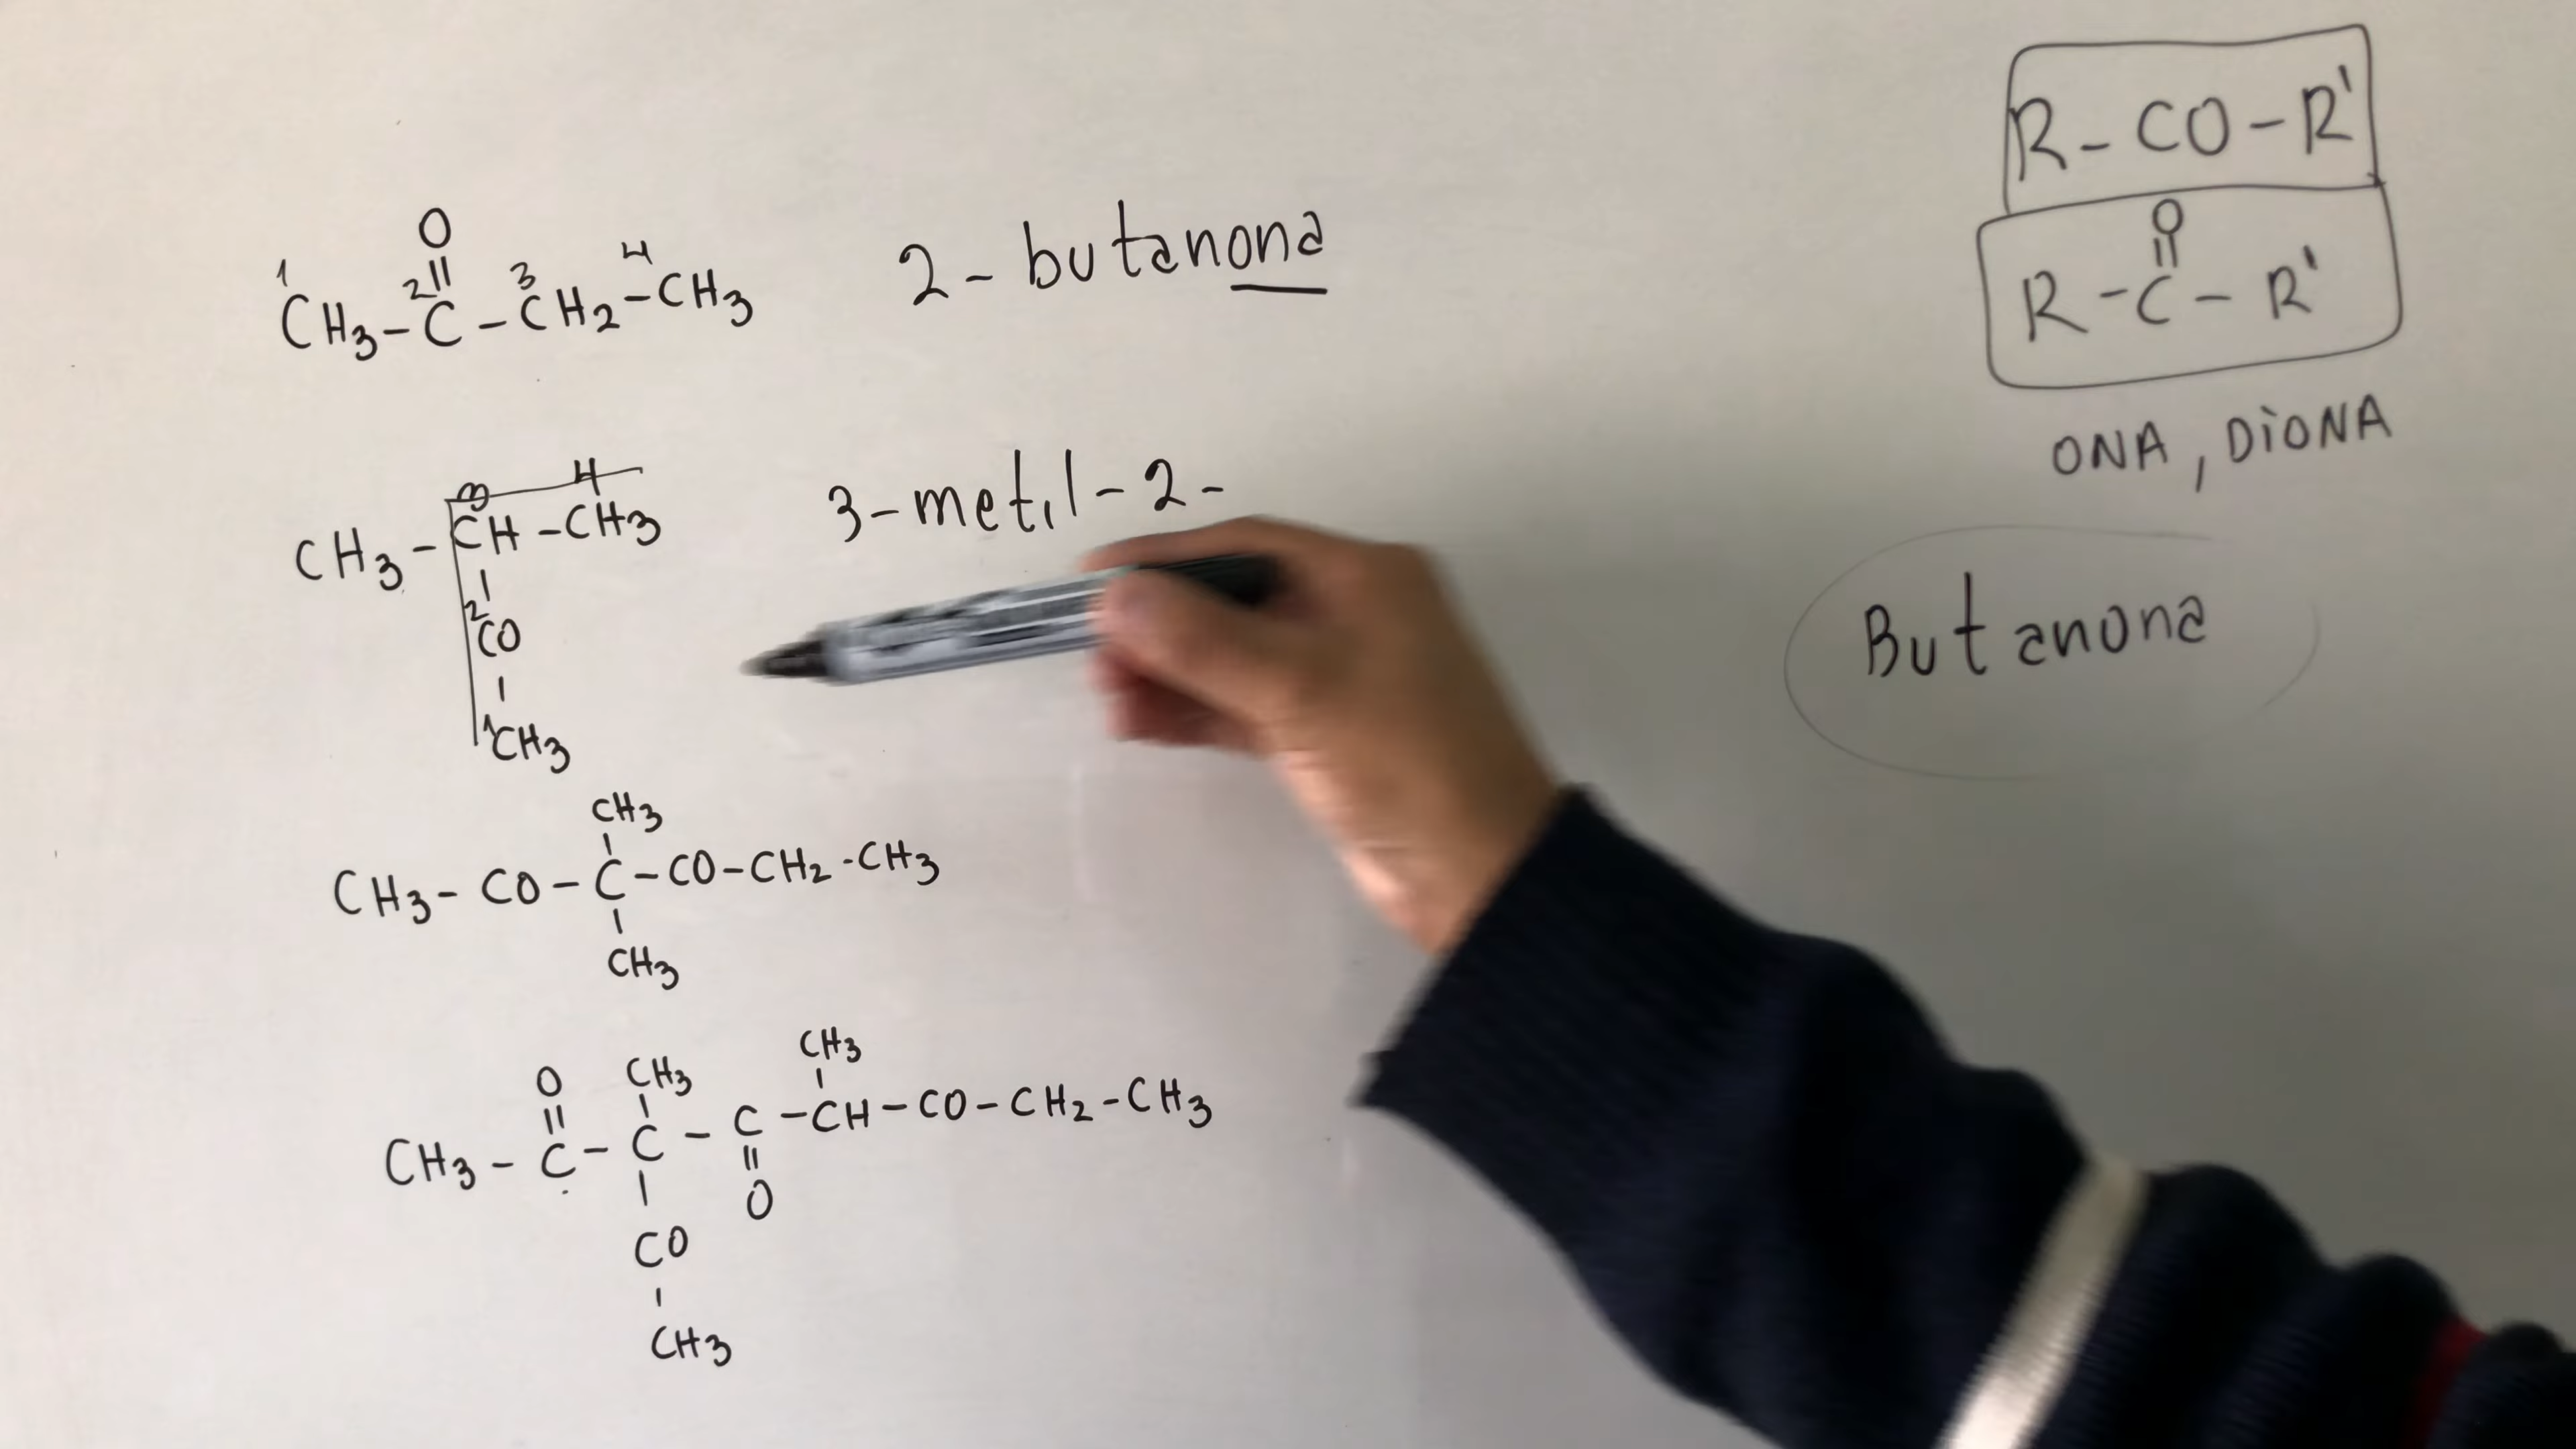 O
||
1 2 3 4
CH3-C-CH2-CH3
2-butanona
3 4
CH3-CH-CH3
|
2
CO
|
1
CH3
3-metil-2-
CH3
|
CH3-CO-C-CO-CH2-CH3
|
CH3
O CH3 CH3
|| | |
CH3-C-C-C-CH-CO-CH2-CH3
| ||
CO O
|
CH3
R-CO-R'
O
||
R-C-R'
ONA, DiONA
Butanona